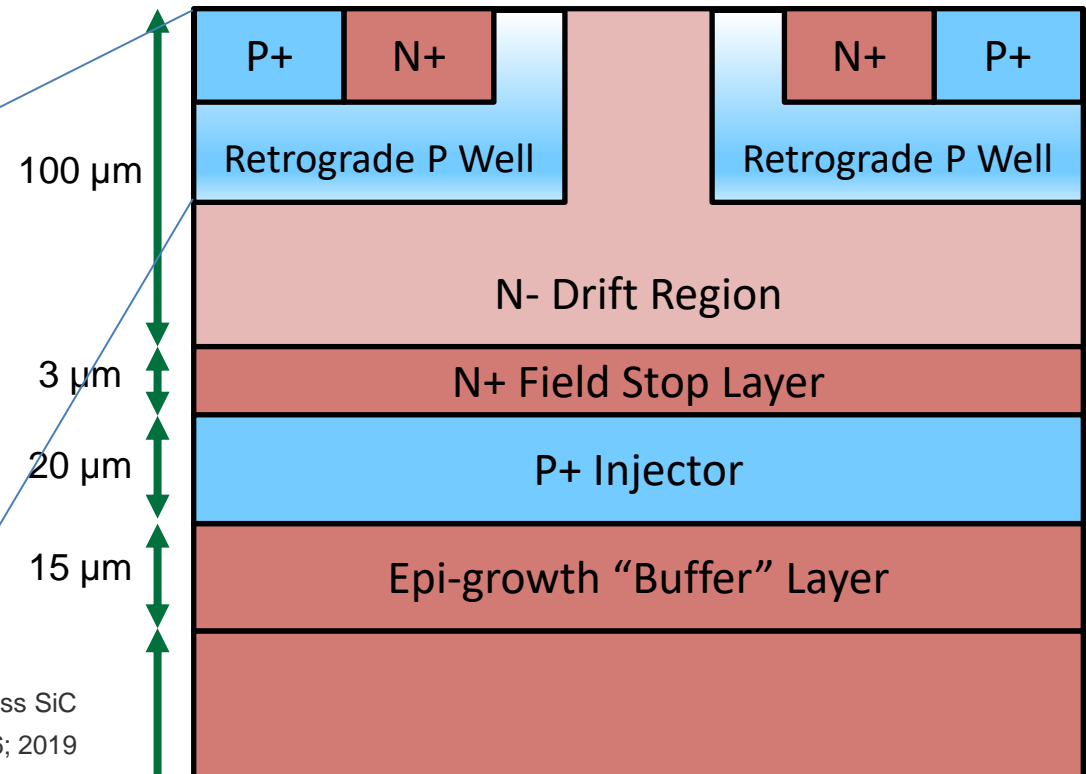 P+ N+ N+ P+
100 μm
Retrograde P Well Retrograde P Well
N- Drift Region
3 μm
N+ Field Stop Layer
20 μm
P+ Injector
15 μm
Epi-growth “Buffer” Layer
SiC
; 2019